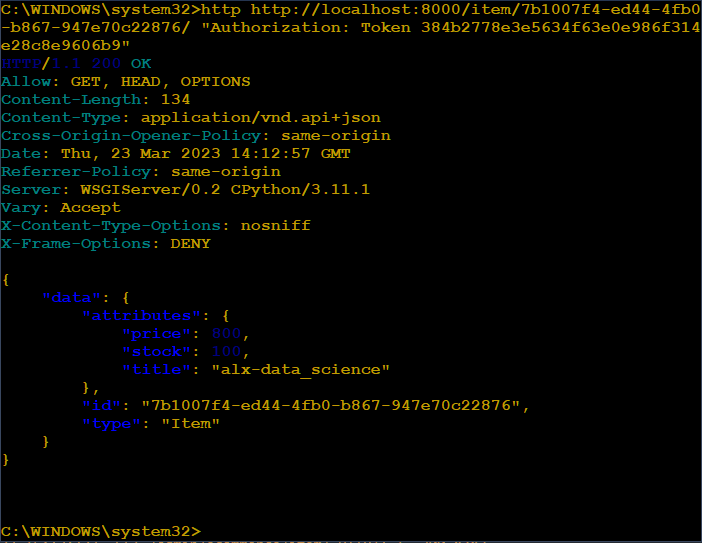 C:\WINDOWS\system32>http http://localhost:8000/item/7b1007f4-ed44-4fb0
-b867-947e70c22876/ "Authorization: Token 384b2778e3e5634f63e0e986f314
e28c8e9606b9"
HTTP/1.1 200 OK
Allow: GET, HEAD, OPTIONS
Content-Length: 134
Content-Type: application/vnd.api+json
Cross-Origin-Opener-Policy: same-origin
Date: Thu, 23 Mar 2023 14:12:57 GMT
Referrer-Policy: same-origin
Server: WSGIServer/0.2 CPython/3.11.1
Vary: Accept
X-Content-Type-Options: nosniff
X-Frame-Options: DENY
{
    "data": {
        "attributes": {
            "price": 800,
            "stock": 100,
            "title": "alx-data_science"
        },
        "id": "7b1007f4-ed44-4fb0-b867-947e70c22876",
        "type": "Item"
    }
}
C:\WINDOWS\system32>